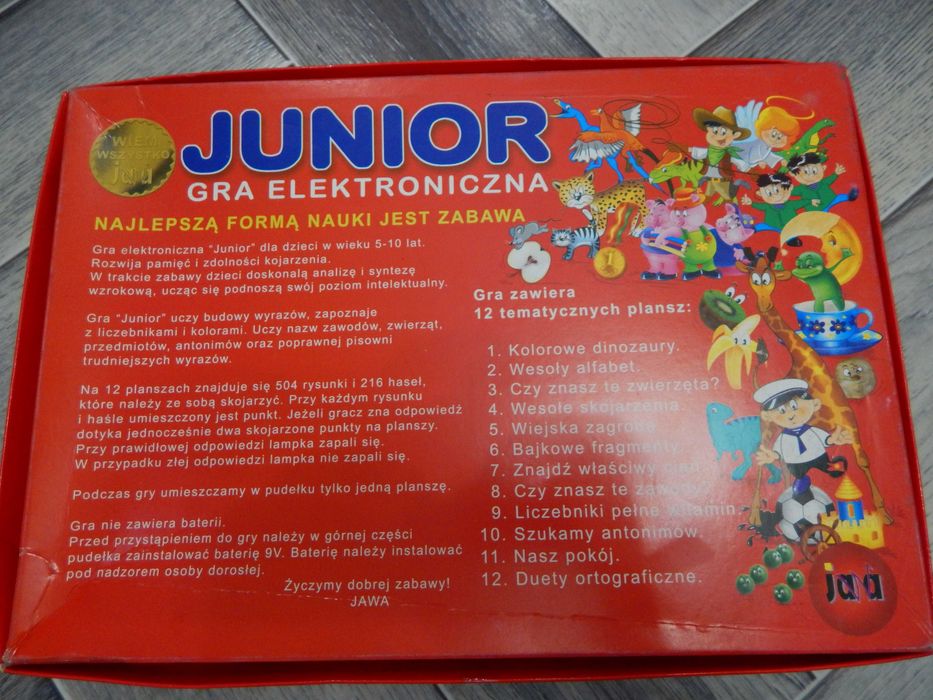 WIEM
WSZYSTKO
jawa
JUNIOR
GRA ELEKTRONICZNA
NAJLEPSZĄ FORMĄ NAUKI JEST ZABAWA
Gra elektroniczna "Junior" dla dzieci w wieku 5-10 lat.
Rozwija pamięć i zdolności kojarzenia.
W trakcie zabawy dzieci doskonalą analizę i syntezę
wzrokową, ucząc się podnoszą swój poziom intelektualny.
Gra "Junior" uczy budowy wyrazów, zapoznaje
z liczebnikami i kolorami. Uczy nazw zawodów, zwierząt,
przedmiotów, antonimów oraz poprawnej pisowni
trudniejszych wyrazów.
Na 12 planszach znajduje się 504 rysunki i 216 haseł,
które należy ze sobą skojarzyć. Przy każdym rysunku
i haśle umieszczony jest punkt. Jeżeli gracz zna odpowiedź
dotyka jednocześnie dwa skojarzone punkty na planszy.
Przy prawidłowej odpowiedzi lampka zapali się.
W przypadku złej odpowiedzi lampka nie zapali się.
Podczas gry umieszczamy w pudełku tylko jedną planszę.
Gra nie zawiera baterii.
Przed przystąpieniem do gry należy w górnej części
pudełka zainstalować baterię 9V. Baterię należy instalować
pod nadzorem osoby dorosłej.
Życzymy dobrej zabawy!
JAWA
Gra zawiera
12 tematycznych plansz:
1. Kolorowe dinozaury.
2. Wesoły alfabet.
3. Czy znasz te zwierzęta?
4. Wesołe skojarzenia.
5. Wiejska zagroda.
6. Bajkowe fragmenty.
7. Znajdź właściwy cień.
8. Czy znasz te zawody?
9. Liczebniki pełne witamin.
10. Szukamy antonimów.
11. Nasz pokój.
12. Duety ortograficzne.
1
jawa